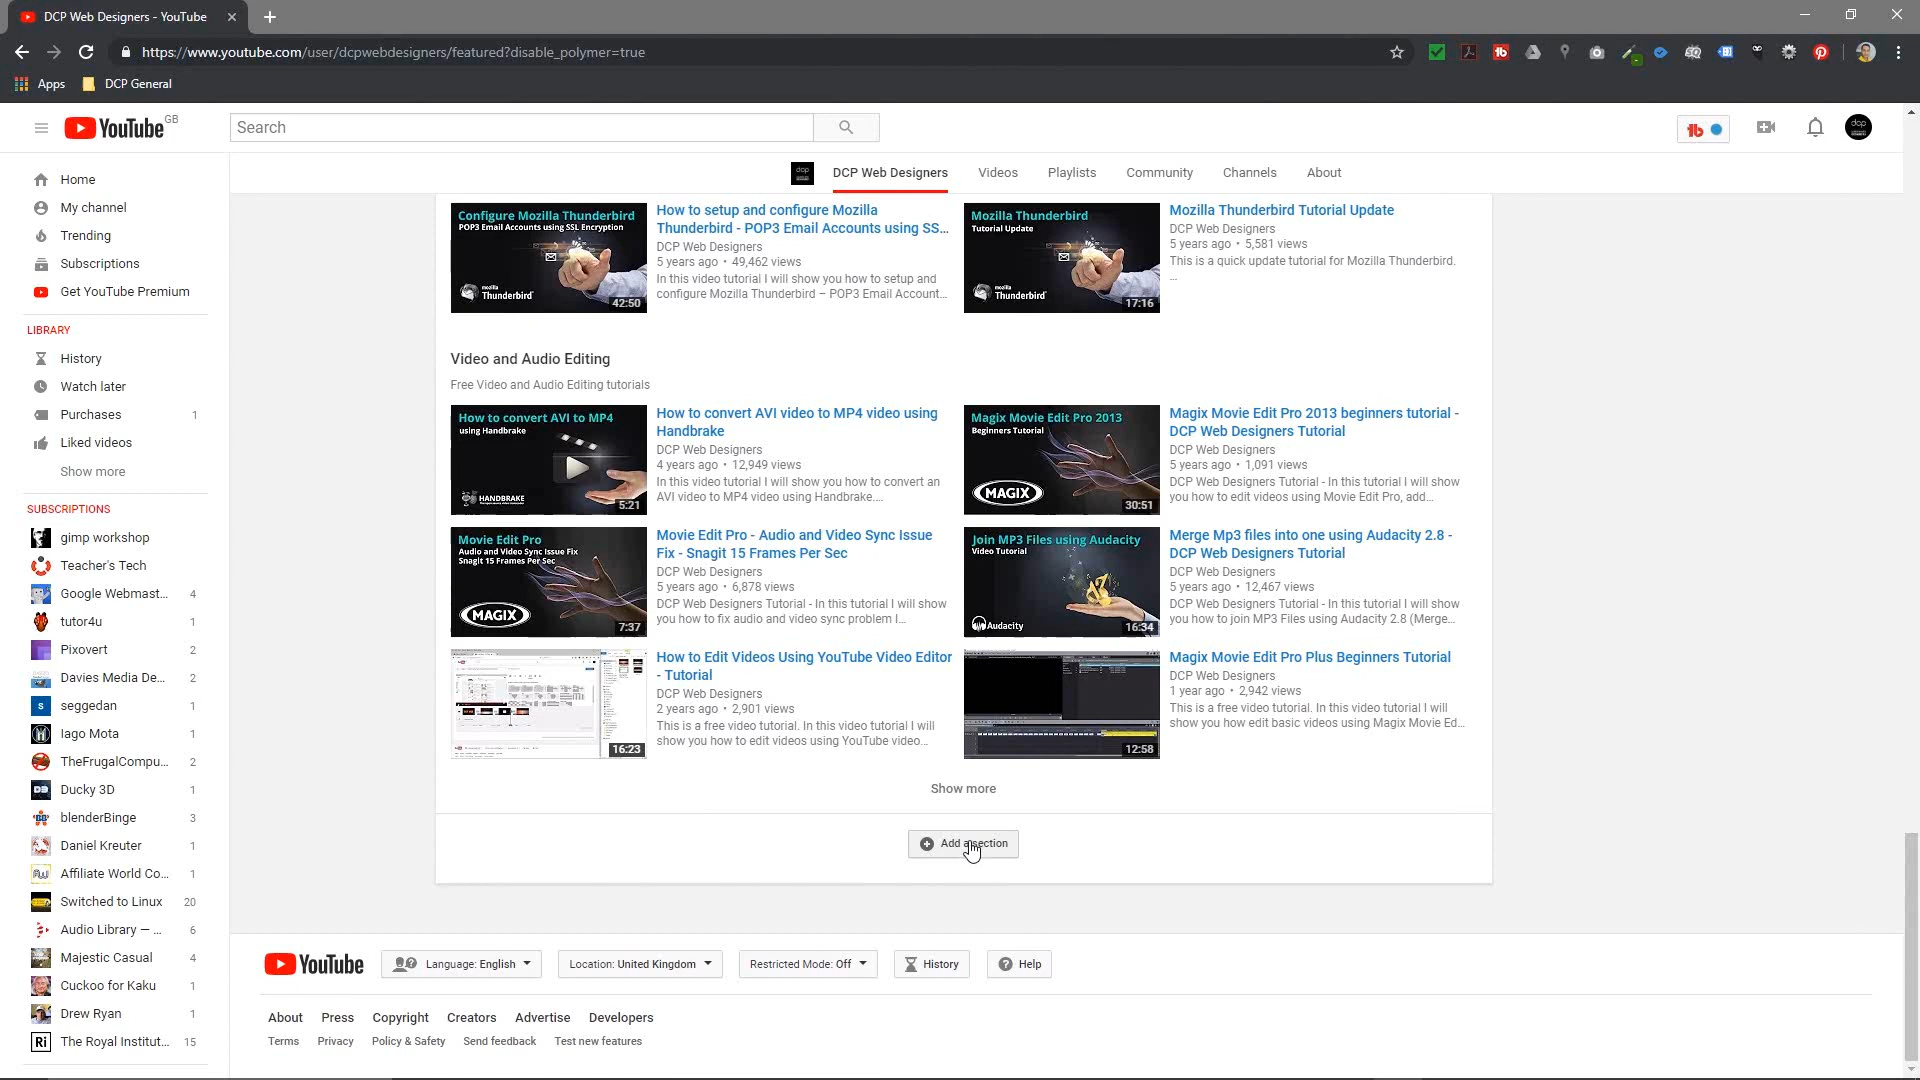 DCP Web Designers - YouTube
https://www.youtube.com/user/dcpwebdesigners/featured?disable_polymer=true
Apps
DCP General
YouTube GB
Search
DCP Web Designers
Videos
Playlists
Community
Channels
About
Home
My channel
Trending
Subscriptions
Get YouTube Premium
LIBRARY
History
Watch later
Purchases 1
Liked videos
Show more
SUBSCRIPTIONS
gimp workshop
Teacher's Tech
Google Webmast... 4
tutor4u 1
Pixovert 2
Davies Media De... 2
seggedan 1
Iago Mota 1
TheFrugalCompu... 2
Ducky 3D 1
blenderBinge 3
Daniel Kreuter 1
Affiliate World Co... 1
Switched to Linux 20
Audio Library — ... 6
Majestic Casual 4
Cuckoo for Kaku 1
Drew Ryan 1
The Royal Institut... 15
Configure Mozilla Thunderbird
POP3 Email Accounts using SSL Encryption
mozilla
Thunderbird
42:50
How to setup and configure Mozilla
Thunderbird - POP3 Email Accounts using SS...
DCP Web Designers
5 years ago • 49,462 views
In this video tutorial I will show you how to setup and
configure Mozilla Thunderbird – POP3 Email Account...
Mozilla Thunderbird
Tutorial Update
mozilla
Thunderbird
17:16
Mozilla Thunderbird Tutorial Update
DCP Web Designers
5 years ago • 5,581 views
This is a quick update tutorial for Mozilla Thunderbird.
...
Video and Audio Editing
Free Video and Audio Editing tutorials
How to convert AVI to MP4
using Handbrake
HANDBRAKE
5:21
How to convert AVI video to MP4 video using
Handbrake
DCP Web Designers
4 years ago • 12,949 views
In this video tutorial I will show you how to convert an
AVI video to MP4 video using Handbrake....
Magix Movie Edit Pro 2013
Beginners Tutorial
MAGIX
30:51
Magix Movie Edit Pro 2013 beginners tutorial -
DCP Web Designers Tutorial
DCP Web Designers
5 years ago • 1,091 views
DCP Web Designers Tutorial - In this tutorial I will show
you how to edit videos using Movie Edit Pro, add...
Movie Edit Pro
Audio and Video Sync Issue Fix
Snagit 15 Frames Per Sec
MAGIX
7:37
Movie Edit Pro - Audio and Video Sync Issue
Fix - Snagit 15 Frames Per Sec
DCP Web Designers
5 years ago • 6,878 views
DCP Web Designers Tutorial - In this tutorial I will show
you how to fix audio and video sync problem I...
Join MP3 Files using Audacity
Video Tutorial
Audacity
16:34
Merge Mp3 files into one using Audacity 2.8 -
DCP Web Designers Tutorial
DCP Web Designers
5 years ago • 12,467 views
DCP Web Designers Tutorial - In this tutorial I will show
you how to join MP3 Files using Audacity 2.8 (Merge...
16:23
How to Edit Videos Using YouTube Video Editor
- Tutorial
DCP Web Designers
2 years ago • 2,901 views
This is a free video tutorial. In this video tutorial I will
show you how to edit videos using YouTube video...
12:58
Magix Movie Edit Pro Plus Beginners Tutorial
DCP Web Designers
1 year ago • 2,942 views
This is a free video tutorial. In this video tutorial I will
show you how edit basic videos using Magix Movie Ed...
Show more
Add a section
YouTube
Language: English
Location: United Kingdom
Restricted Mode: Off
History
Help
About
Press
Copyright
Creators
Advertise
Developers
Terms
Privacy
Policy & Safety
Send feedback
Test new features